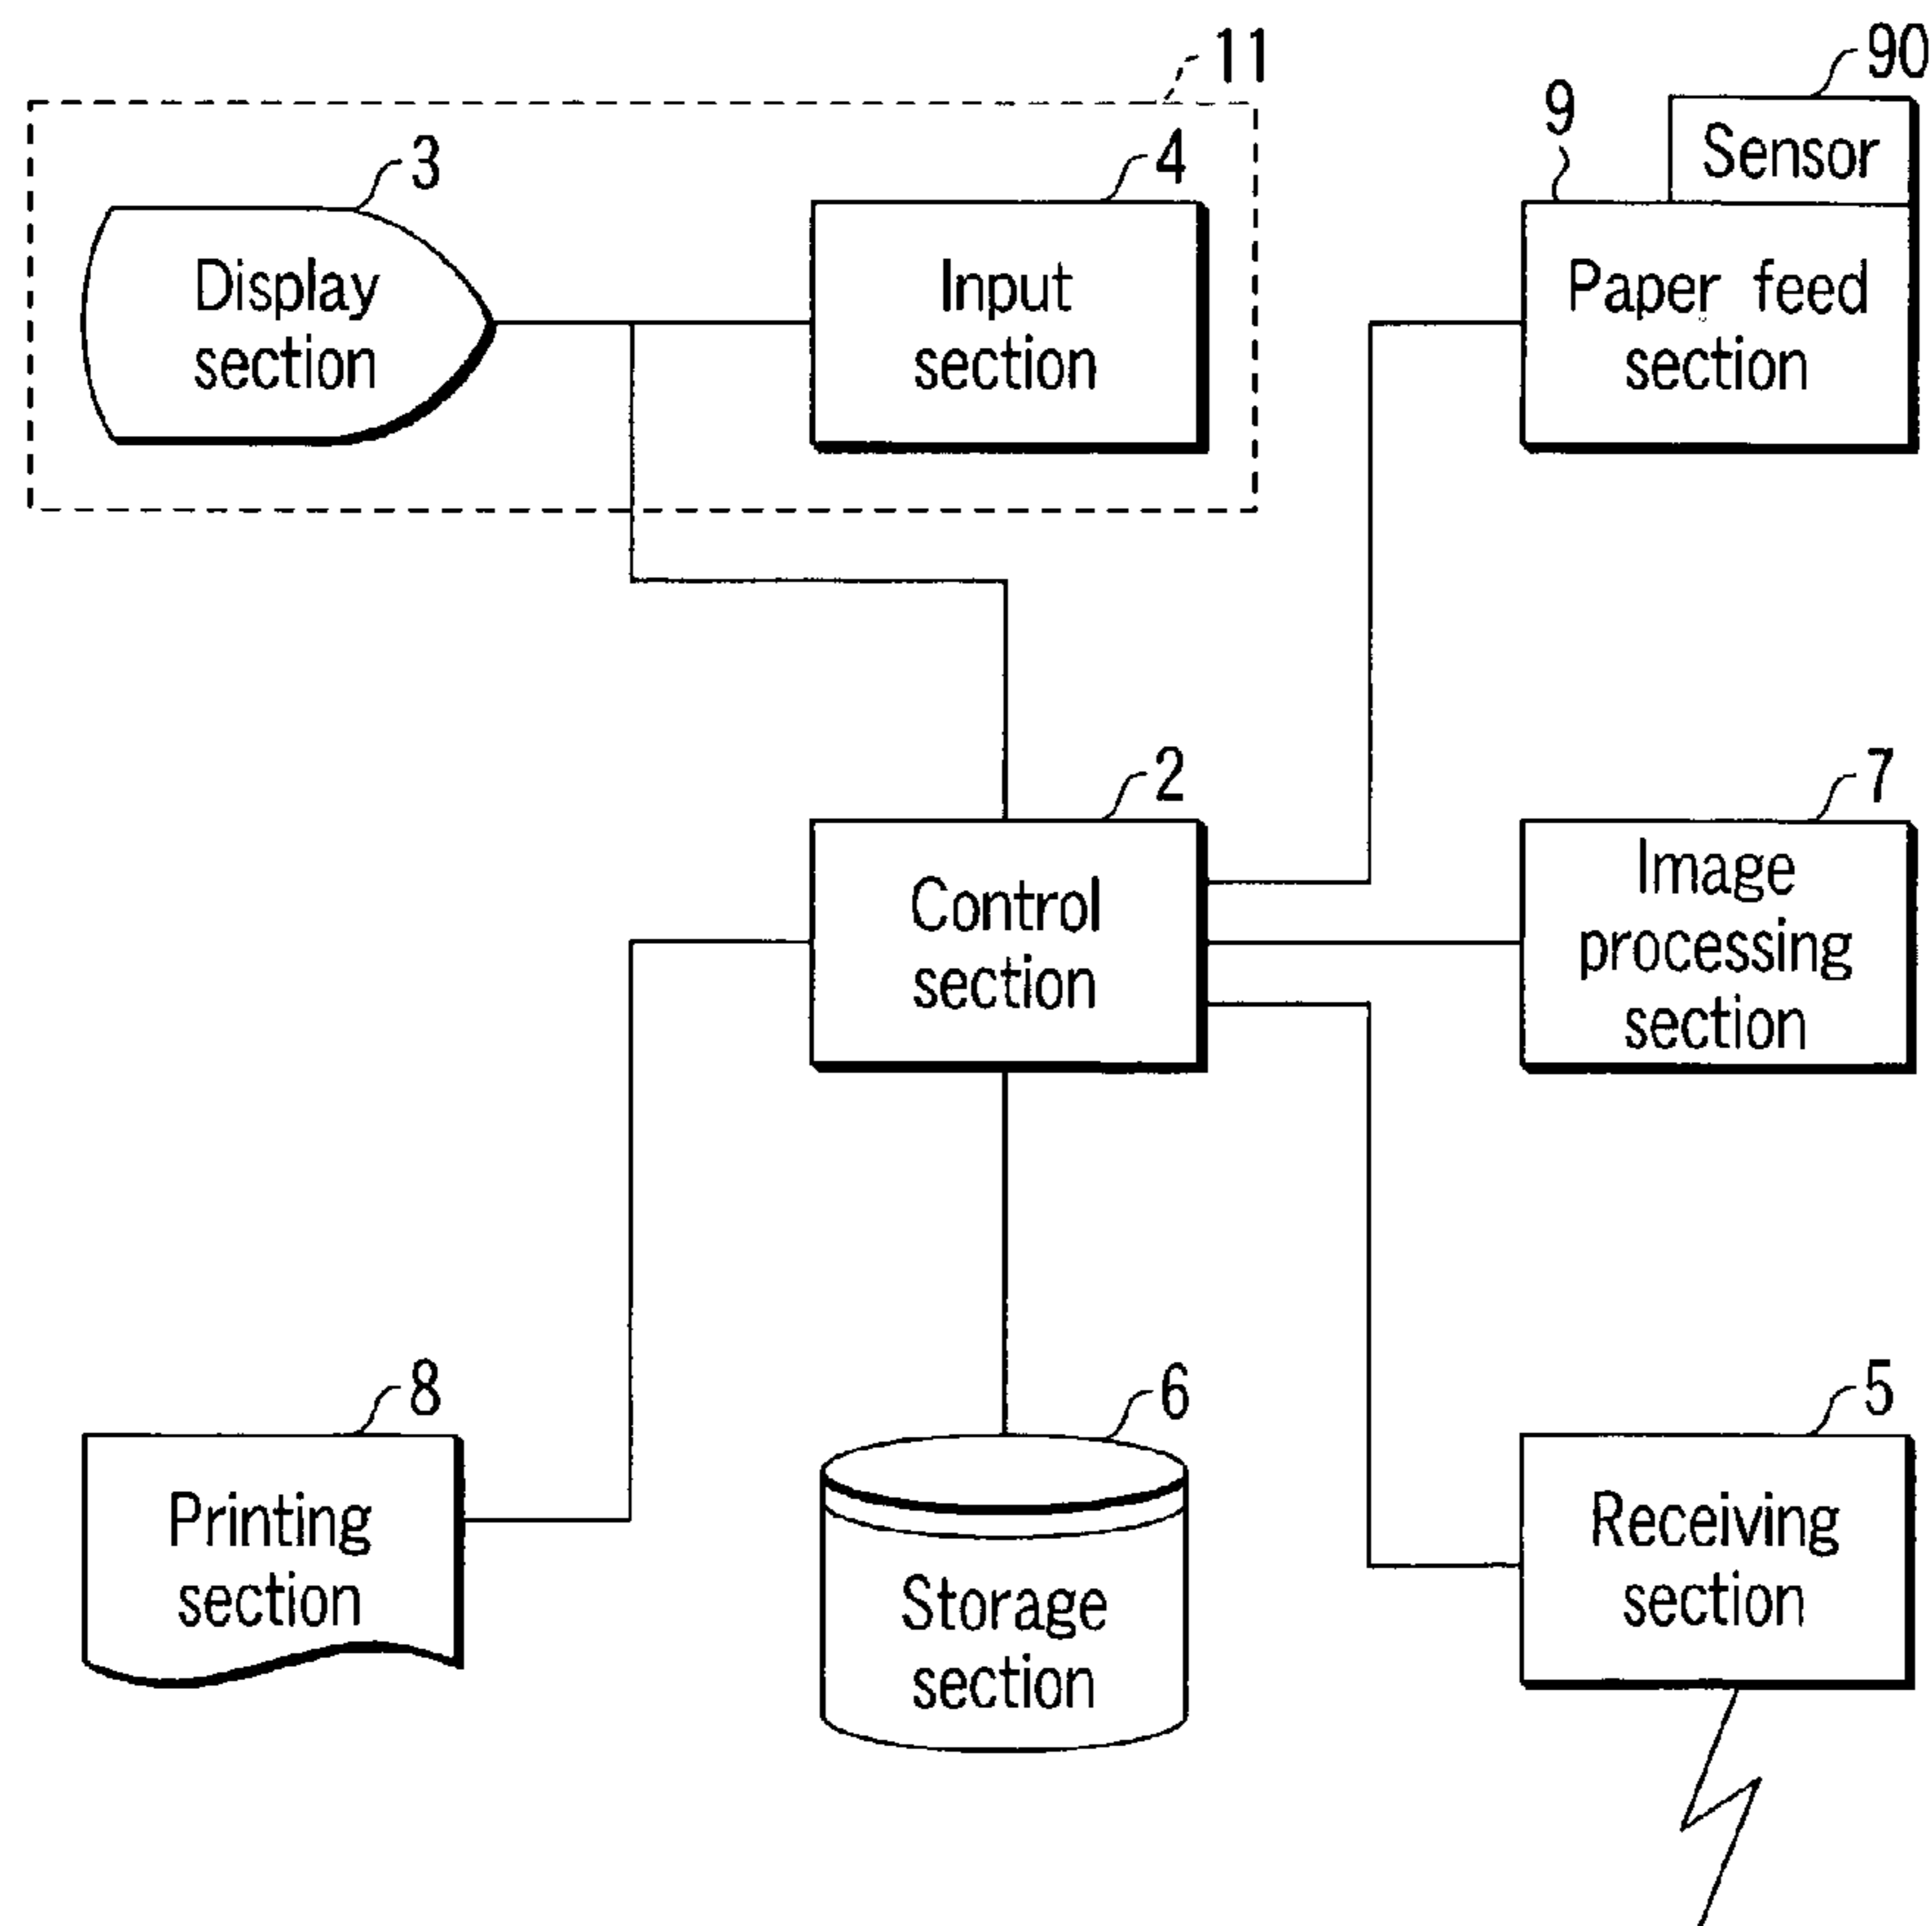 11
90
3
4
9
Sensor
Display
section
Input
section
Paper feed
section
2
7
Control
section
Image
processing
section
8
6
5
Printing
section
Storage
section
Receiving
section